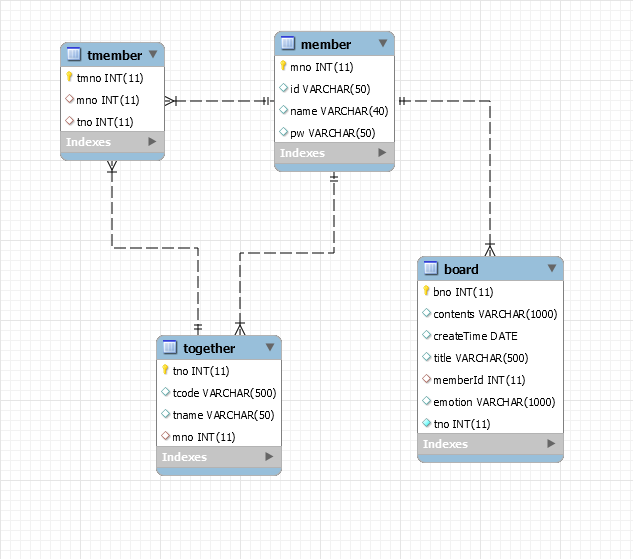 tmember
tmno INT(11)
mno INT(11)
tno INT(11)
Indexes
member
mno INT(11)
id VARCHAR(50)
name VARCHAR(40)
pw VARCHAR(50)
Indexes
together
tno INT(11)
tcode VARCHAR(500)
tname VARCHAR(50)
mno INT(11)
Indexes
board
bno INT(11)
contents VARCHAR(1000)
createTime DATE
title VARCHAR(500)
memberId INT(11)
emotion VARCHAR(1000)
tno INT(11)
Indexes